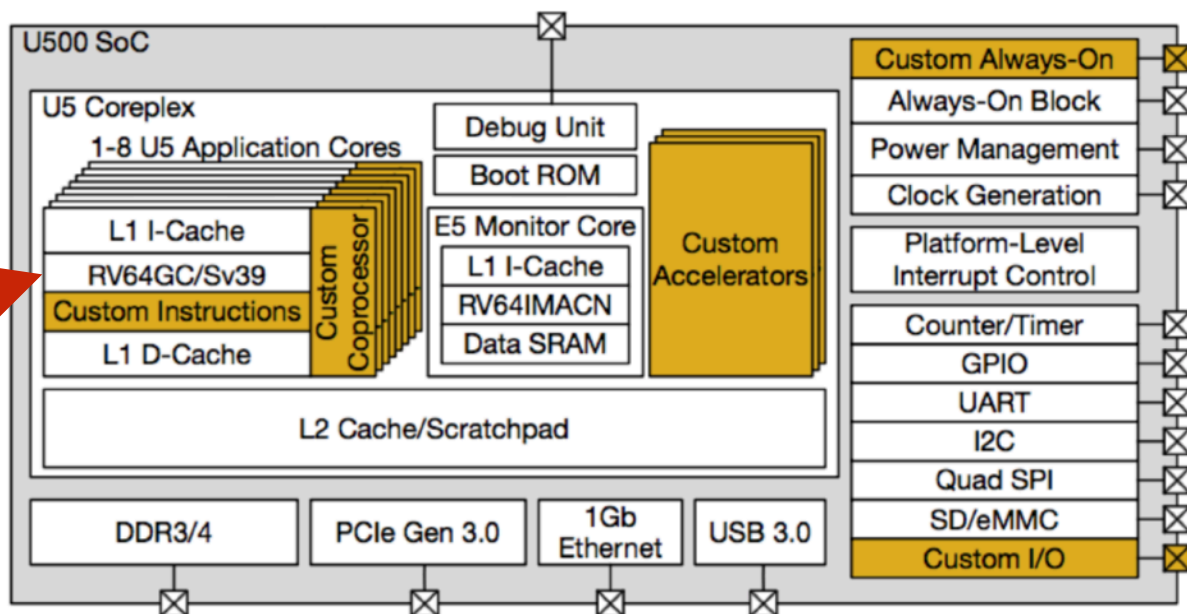 U500 SoC
U5 Coreplex
1-8 U5 Application Cores
L1 I-Cache
RV64GC/Sv39
Custom Instructions
L1 D-Cache
Custom
Coprocessor
Debug Unit
Boot ROM
E5 Monitor Core
L1 I-Cache
RV64IMACN
Data SRAM
Custom
Accelerators
L2 Cache/Scratchpad
DDR3/4
PCIe Gen 3.0
1Gb
Ethernet
USB 3.0
Custom Always-On
Always-On Block
Power Management
Clock Generation
Platform-Level
Interrupt Control
Counter/Timer
GPIO
UART
I2C
Quad SPI
SD/eMMC
Custom I/O